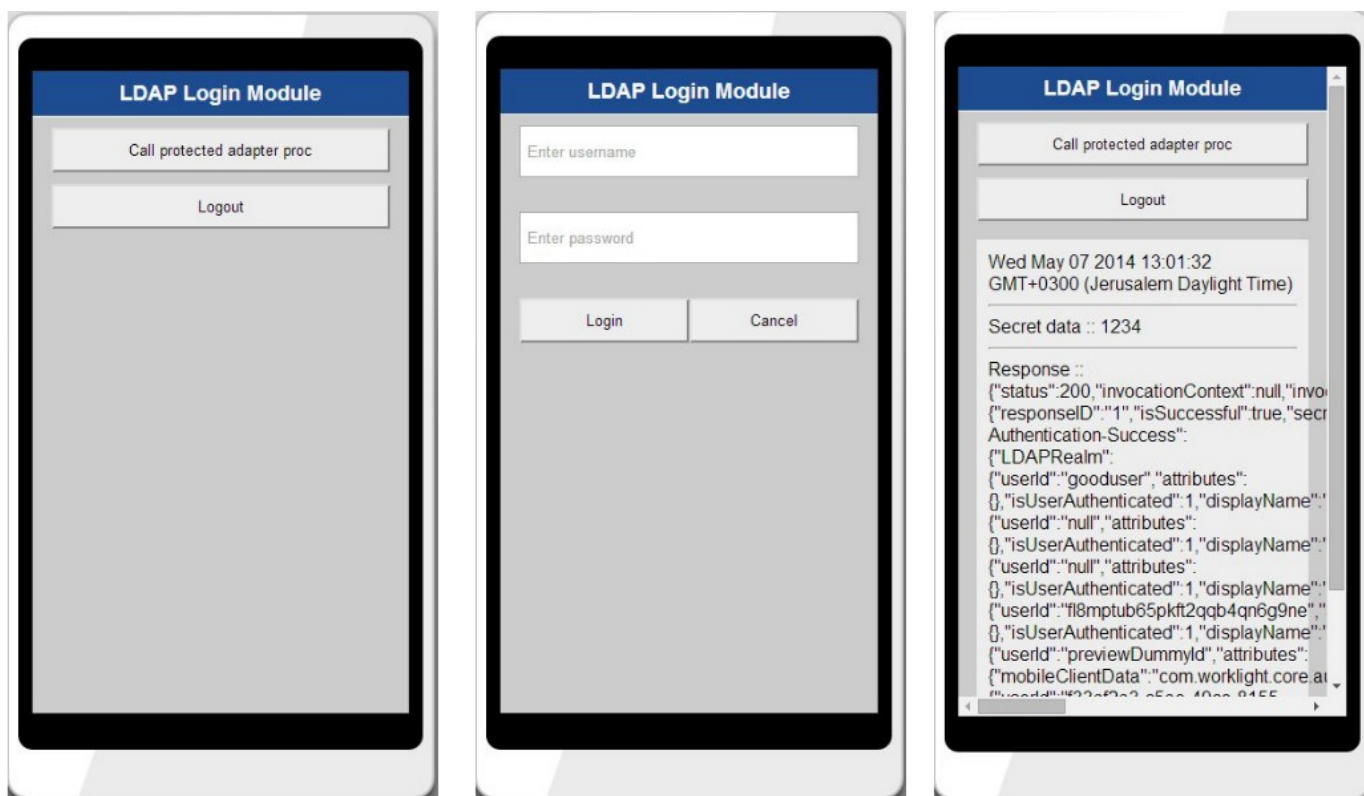 LDAP Login Module
Call protected adapter proc
Logout
LDAP Login Module
Enter username
Enter password
Login
Cancel
LDAP Login Module
Call protected adapter proc
Logout
Wed May 07 2014 13:01:32
GMT+0300 (Jerusalem Daylight Time)
Secret data :: 1234
Response ::
{"status":200,"invocationContext":null,"invo
{"responseID":"1","isSuccessful":true,"secr
Authentication-Success":
{"LDAPRealm":
{"userId":"gooduser","attributes":
{},"isUserAuthenticated":1,"displayName":"
{"userId":"null","attributes":
{},"isUserAuthenticated":1,"displayName":"
{"userId":"null","attributes":
{},"isUserAuthenticated":1,"displayName":"
{"userId":"fl8mptub65pkft2qqb4qn6g9ne","
{},"isUserAuthenticated":1,"displayName":"
{"userId":"previewDummyId","attributes":
{"mobileClientData":"com.worklight.core.au